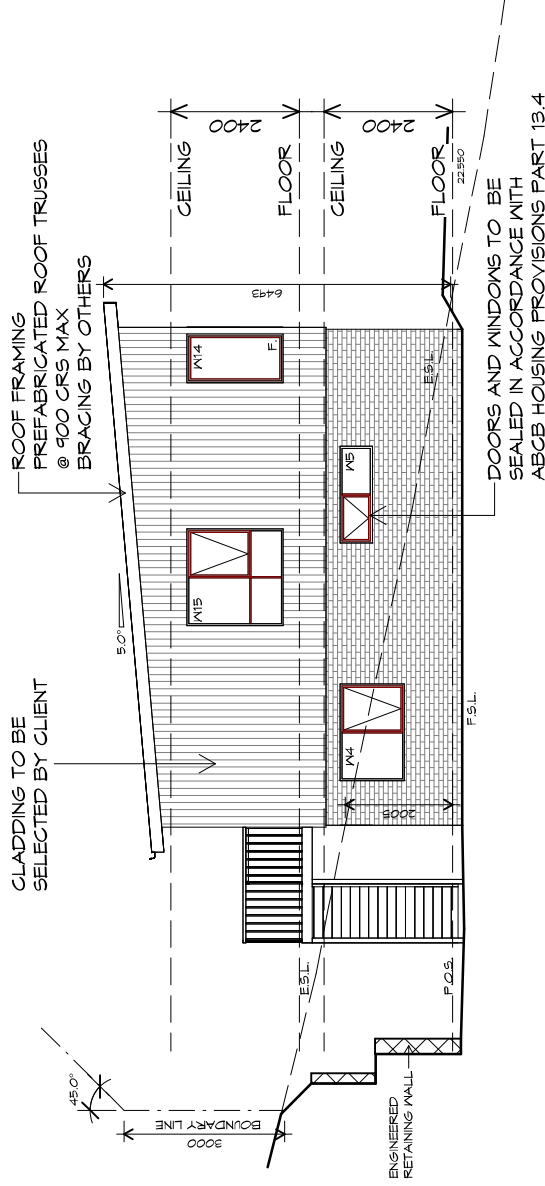 ROOF FRAMING
PREFABRICATED ROOF TRUSSES
@ 900 CRS MAX
BRACING BY OTHERS
CLADDING TO BE
SELECTED BY CLIENT
5.0°
45.0°
3000
BOUNDARY LINE
ENGINEERED
RETAINING WALL
E.S.L.
P.O.S.
W15
W14
F.
W4
W5
2005
E.S.L.
F.S.L.
6493
CEILING
2400
FLOOR
CEILING
2400
FLOOR
22.550
DOORS AND WINDOWS TO BE
SEALED IN ACCORDANCE WITH
ABCB HOUSING PROVISIONS PART 13.4